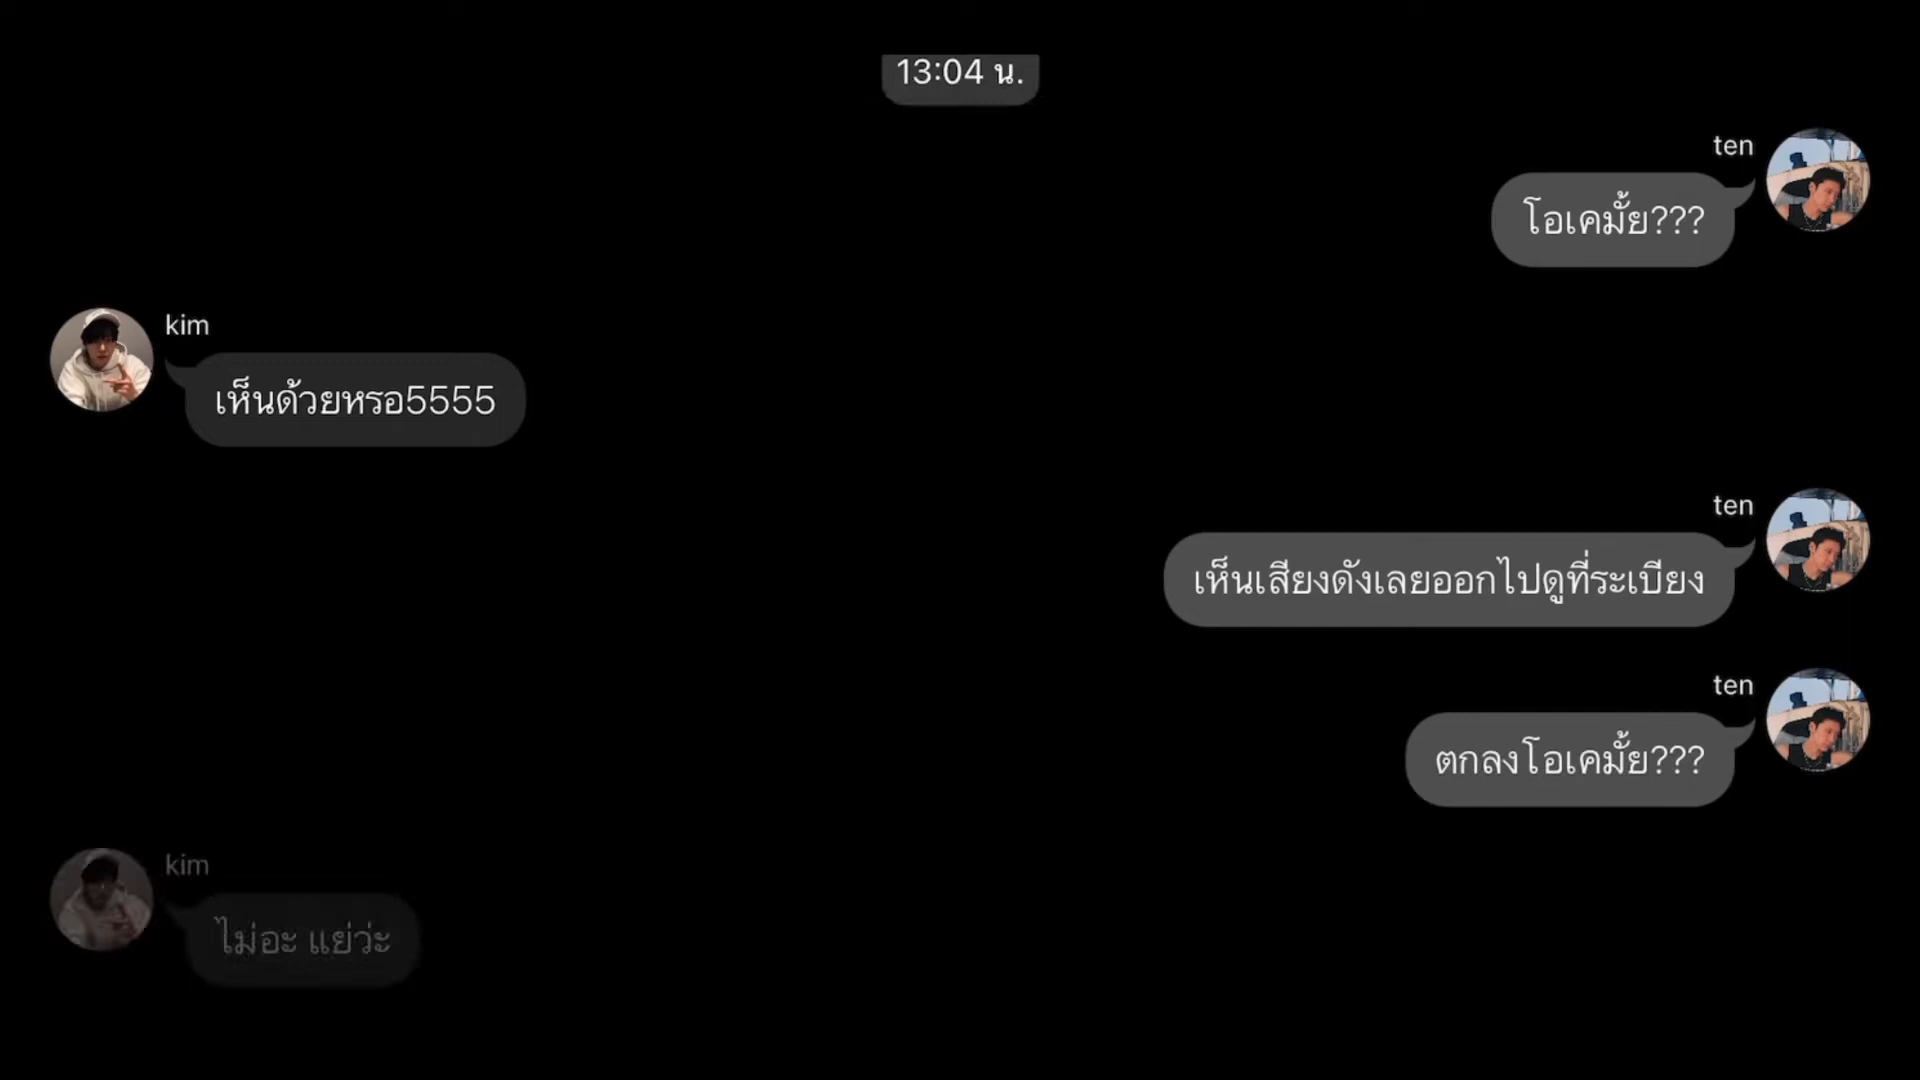 13:04 น.
ten
โอเคมั้ย???
kim
เห็นด้วยหรอ5555
ten
เห็นเสียงดังเลยออกไปดูที่ระเบียง
ten
ตกลงโอเคมั้ย???
kim
ไม่อะ แย่ว่ะ